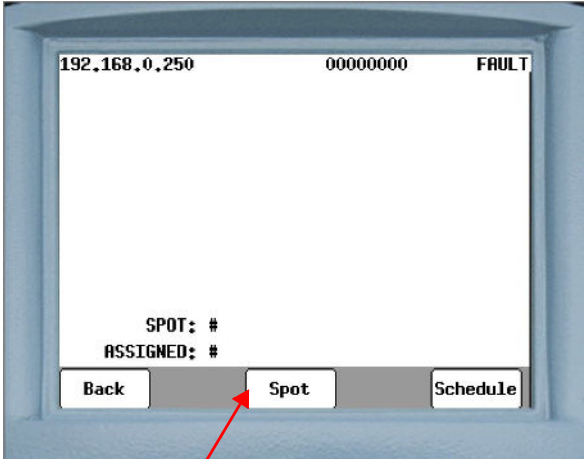 192.168.0.250 00000000 FAULT
SPOT: #
ASSIGNED: #
Back Spot Schedule